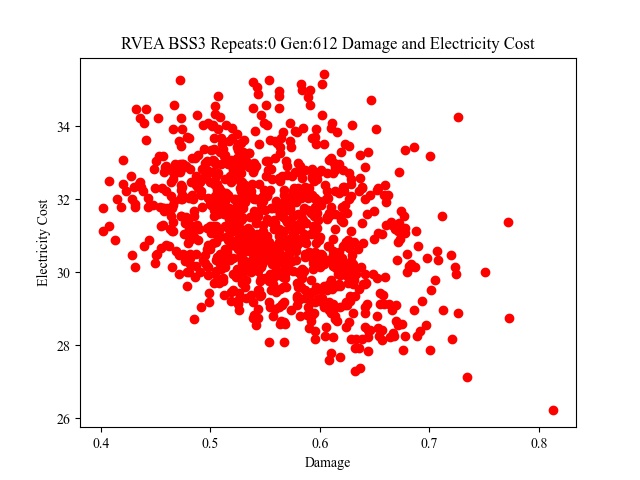 RVEA BSS3 Repeats:0 Gen:612 Damage and Electricity Cost
34
32
30
28
26
Electricity Cost
0.4 0.5 0.6 0.7 0.8
Damage